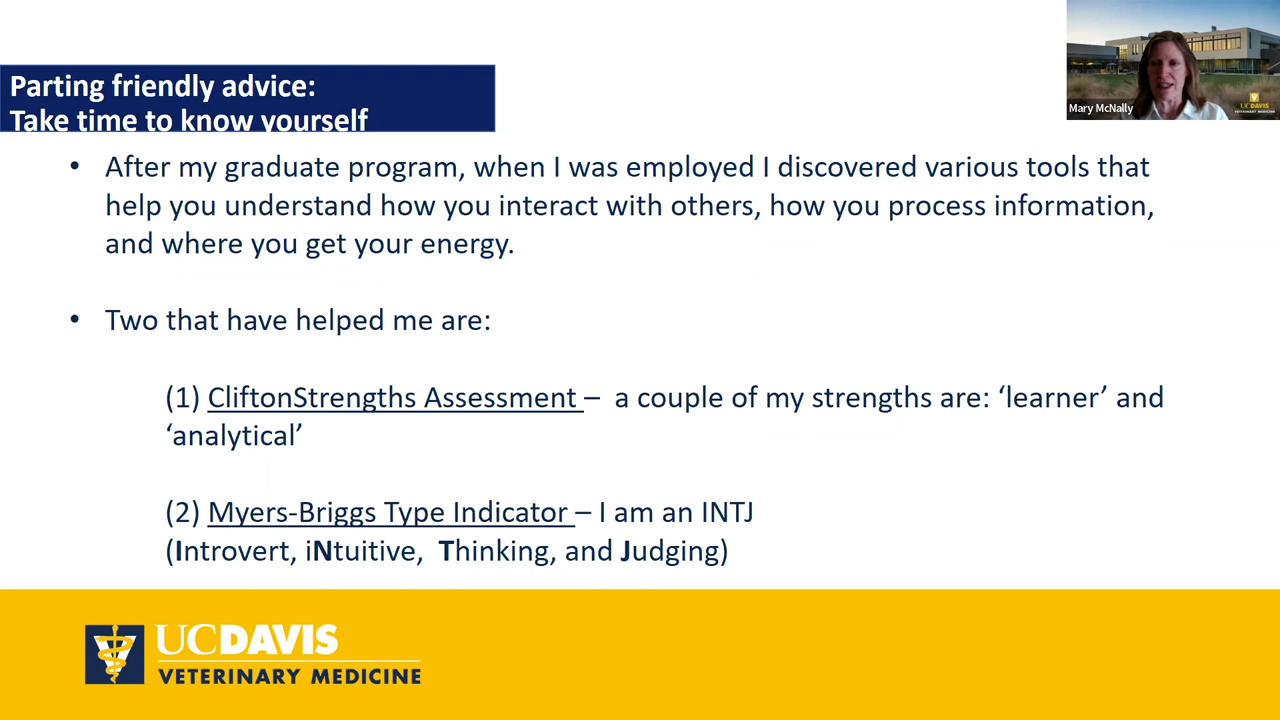 Parting friendly advice:
Take time to know yourself
Mary McNally
UCDAVIS
VETERINARY MEDICINE
• After my graduate program, when I was employed I discovered various tools that
help you understand how you interact with others, how you process information,
and where you get your energy.
• Two that have helped me are:
(1) CliftonStrengths Assessment – a couple of my strengths are: ‘learner’ and
‘analytical’
(2) Myers-Briggs Type Indicator – I am an INTJ
(Introvert, iNtuitive, Thinking, and Judging)
UCDAVIS
VETERINARY MEDICINE